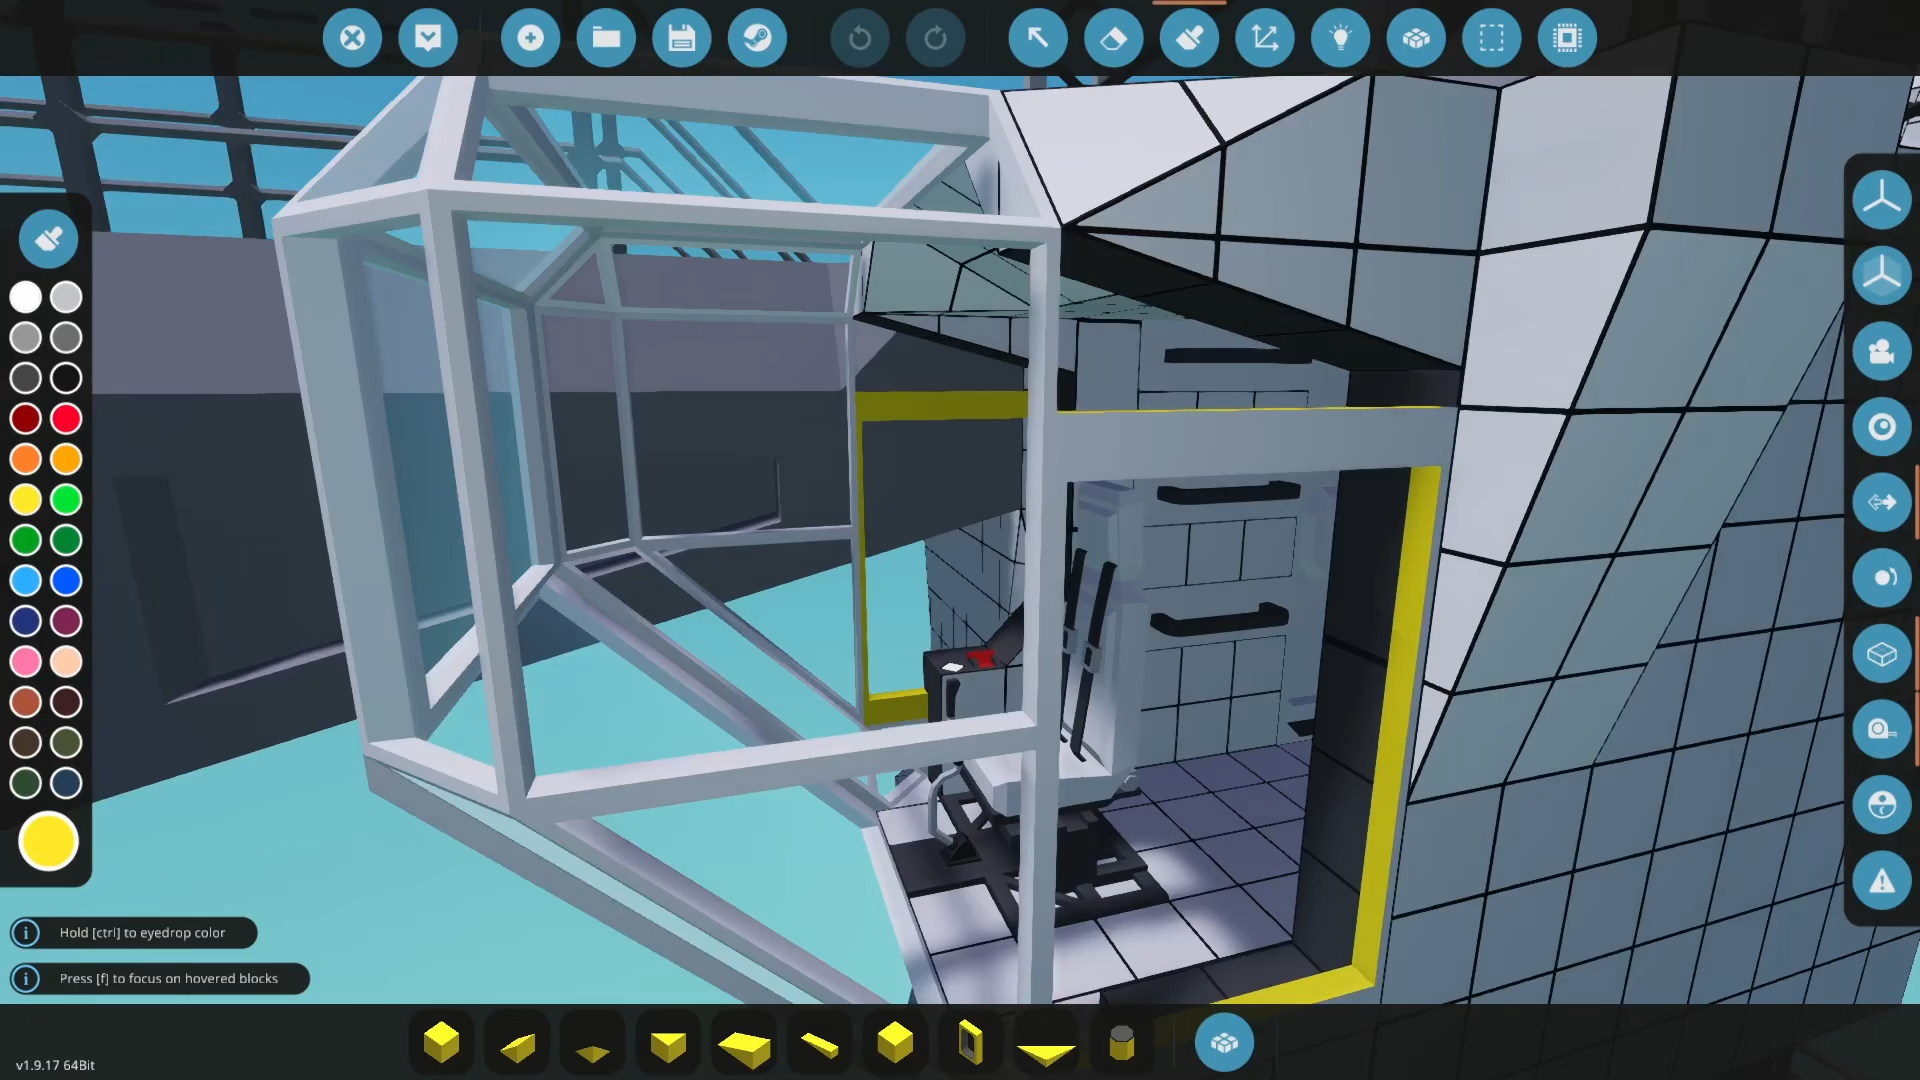 Hold [ctrl] to eyedrop color
Press [f] to focus on hovered blocks
v1.9.17 64Bit